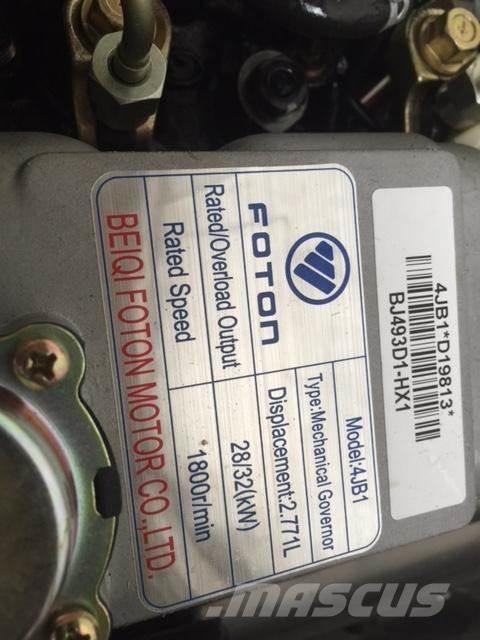 4JB1*D19813*
BJ493D1-HX1
FOTON
Model:4JB1
Type:Mechanical Governor
Displacement:2.771L
Rated/Overload Output 28/32(kW)
Rated Speed *1800r/min
BEIQI FOTON MOTOR CO.,LTD.
MASCUS